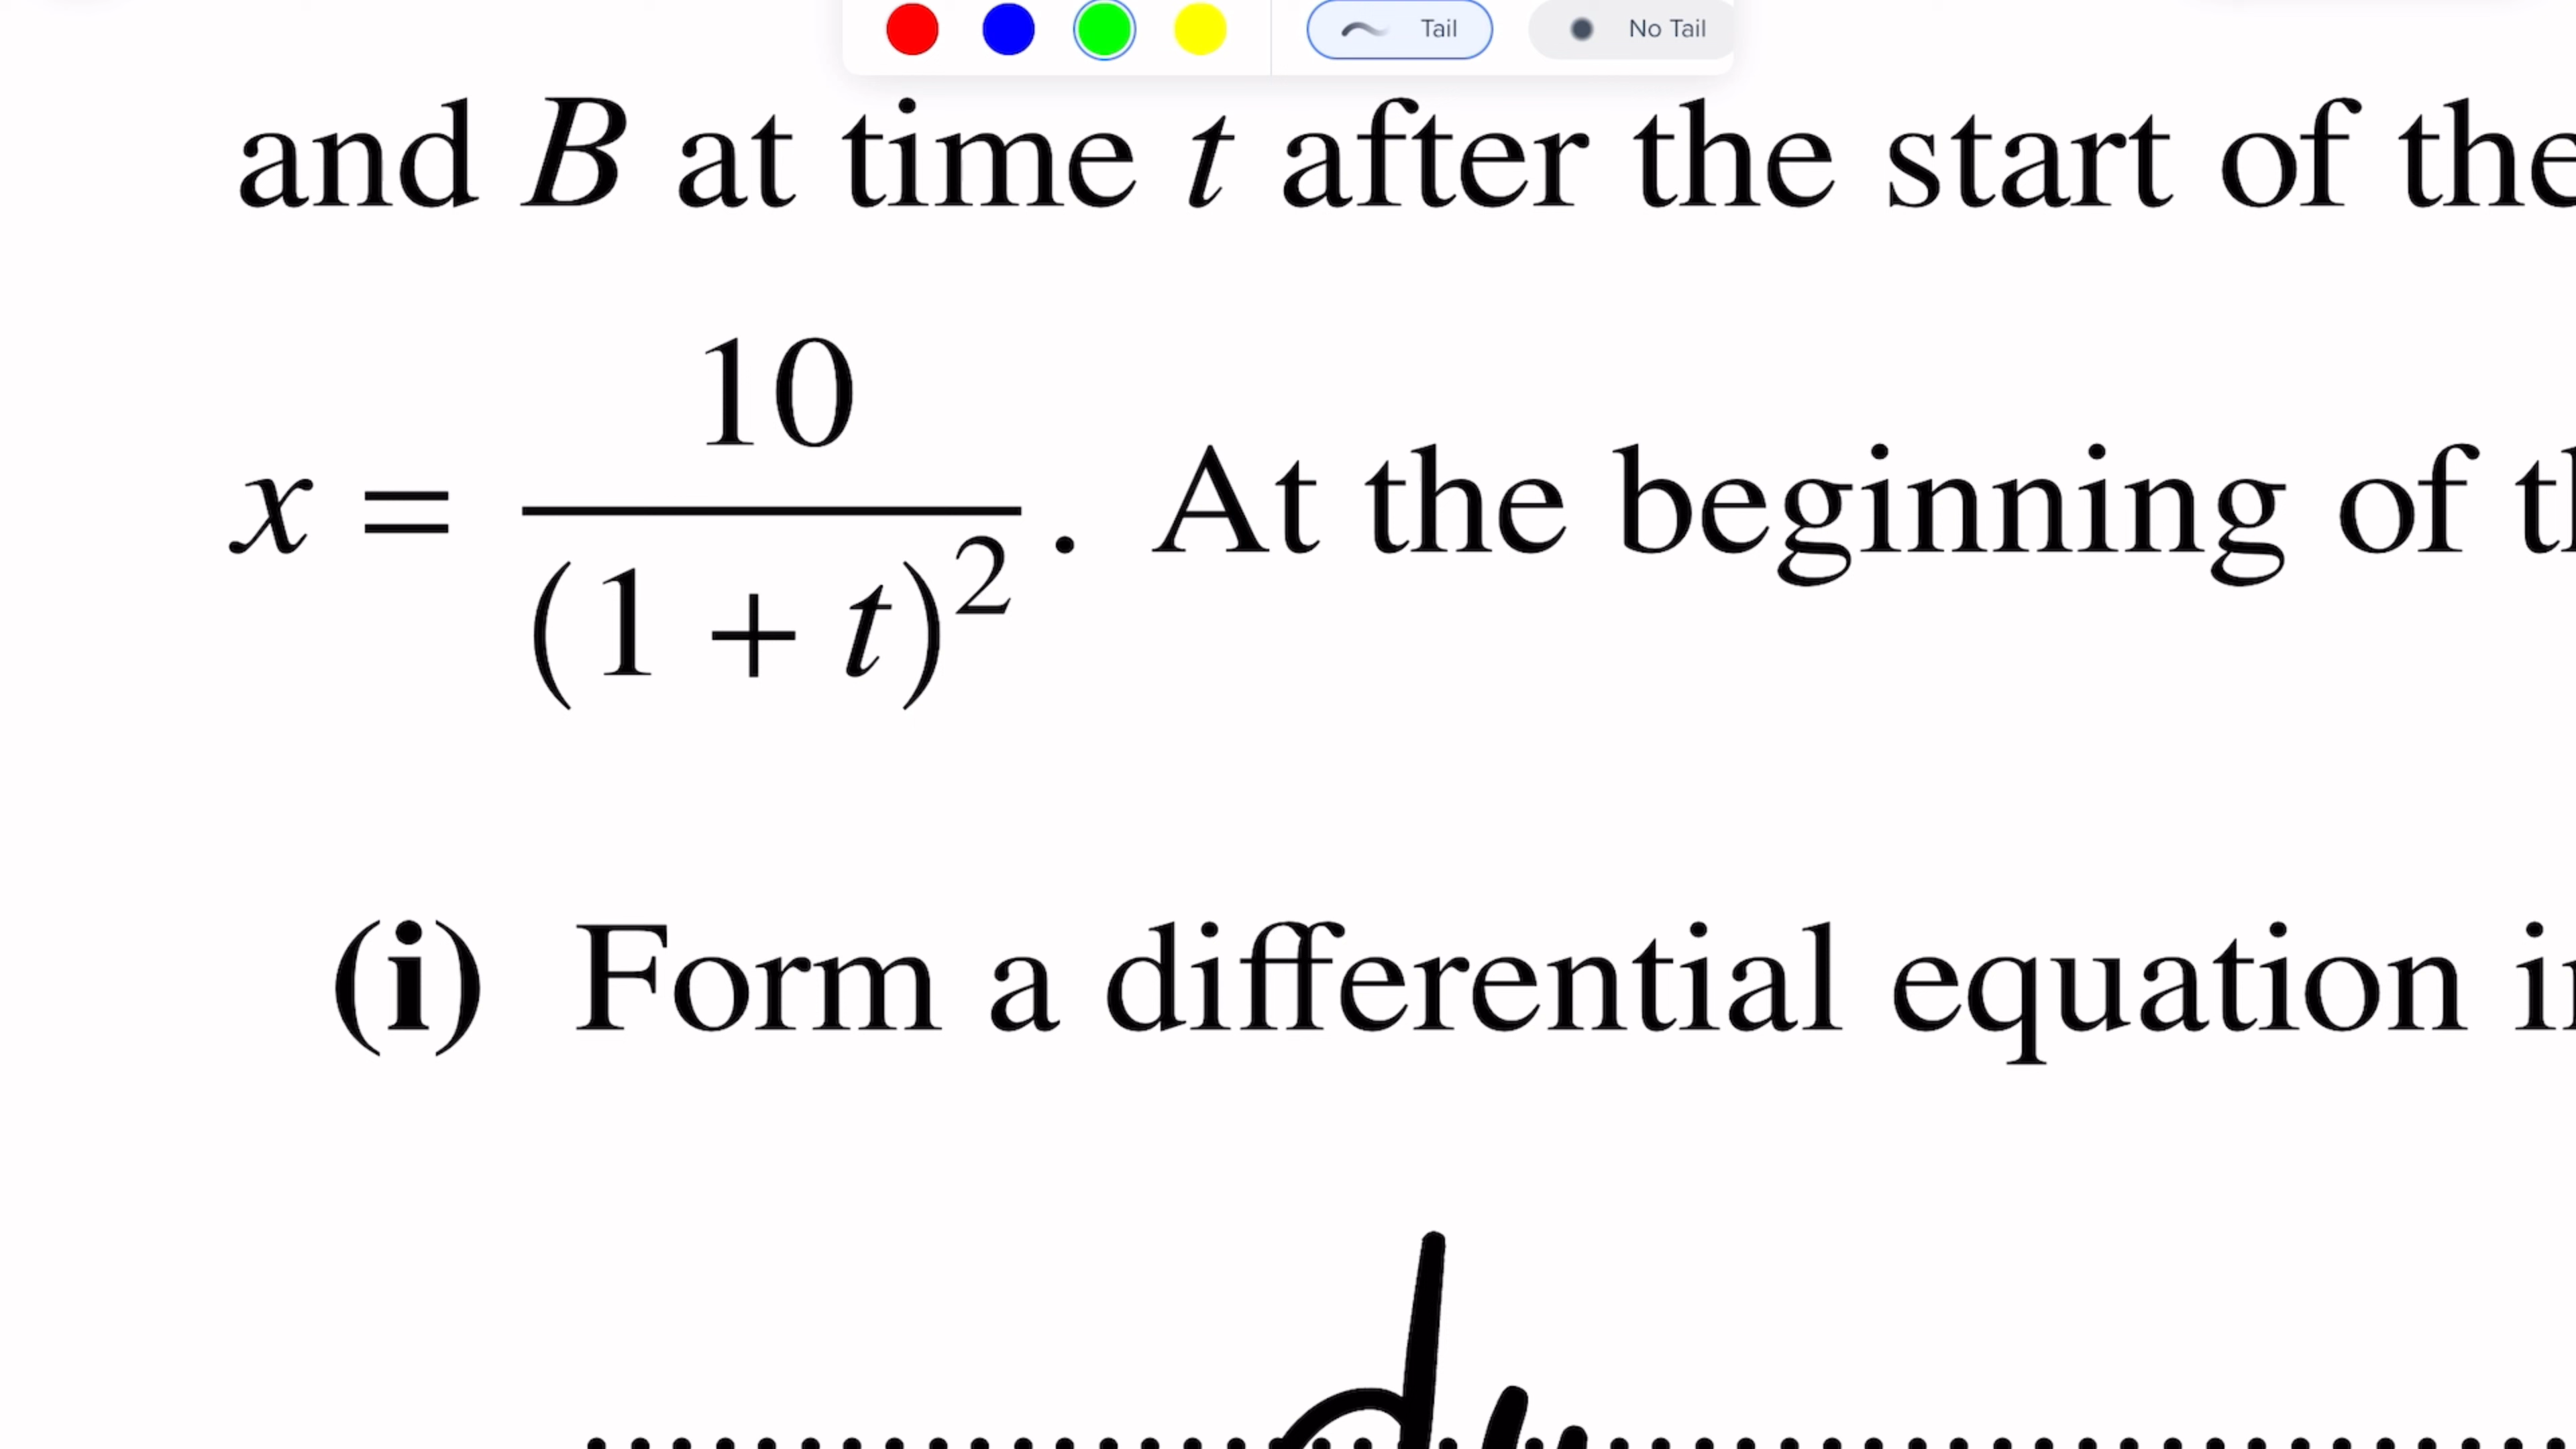 Tail No Tail
and B at time t after the start of the
x = 10/(1 + t)². At the beginning of
(i) Form a differential equation